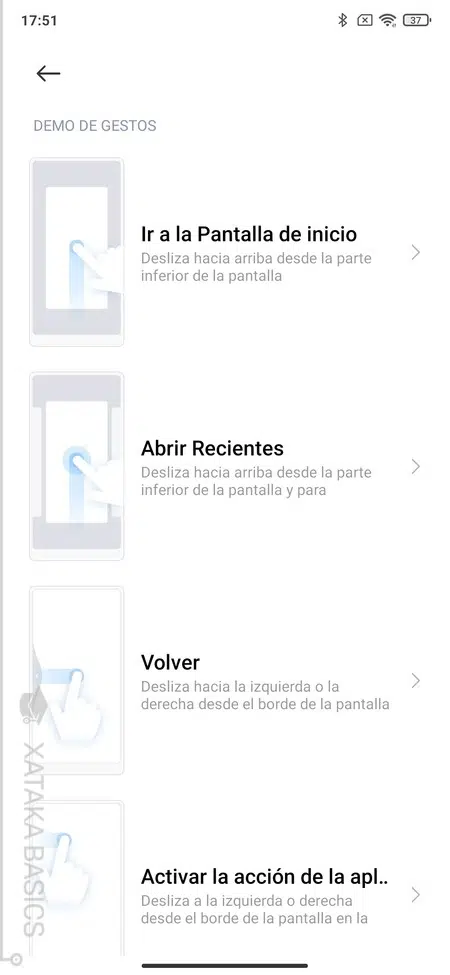 17:51
37
DEMO DE GESTOS
Ir a la Pantalla de inicio
Desliza hacia arriba desde la parte
inferior de la pantalla
Abrir Recientes
Desliza hacia arriba desde la parte
inferior de la pantalla y para
Volver
Desliza hacia la izquierda o la
derecha desde el borde de la pantalla
Activar la acción de la apl..
Desliza a la izquierda o derecha
desde el borde de la pantalla en la
XATAKA BASICS